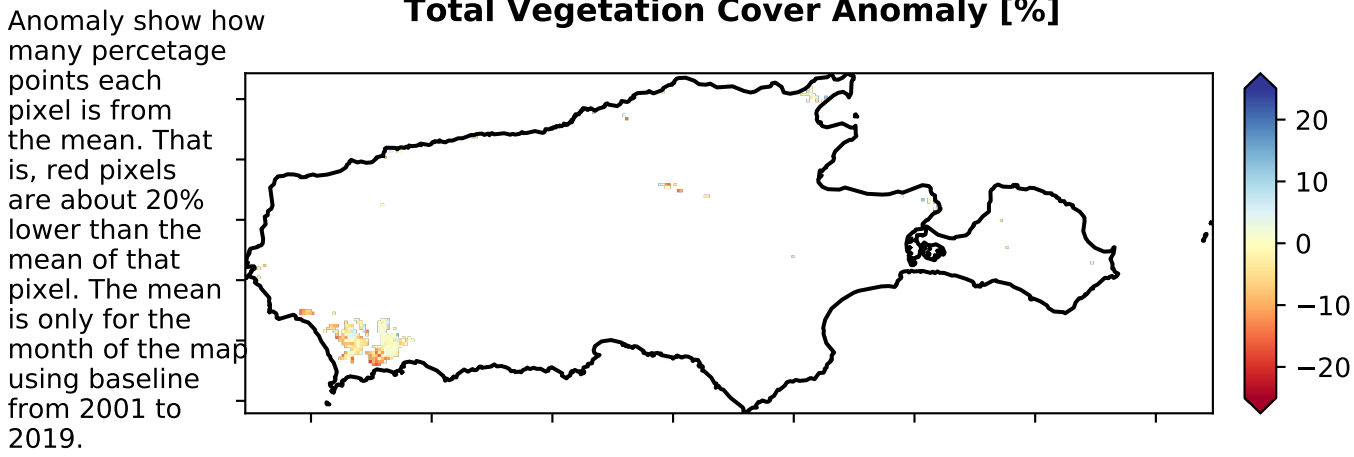 Total Vegetation Cover Anomaly [%]
Anomaly show how
many percetage
points each
pixel is from
the mean. That
is, red pixels
are about 20%
lower than the
mean of that
pixel. The mean
is only for the
month of the map
using baseline
from 2001 to
2019.
20
10
0
−10
−20